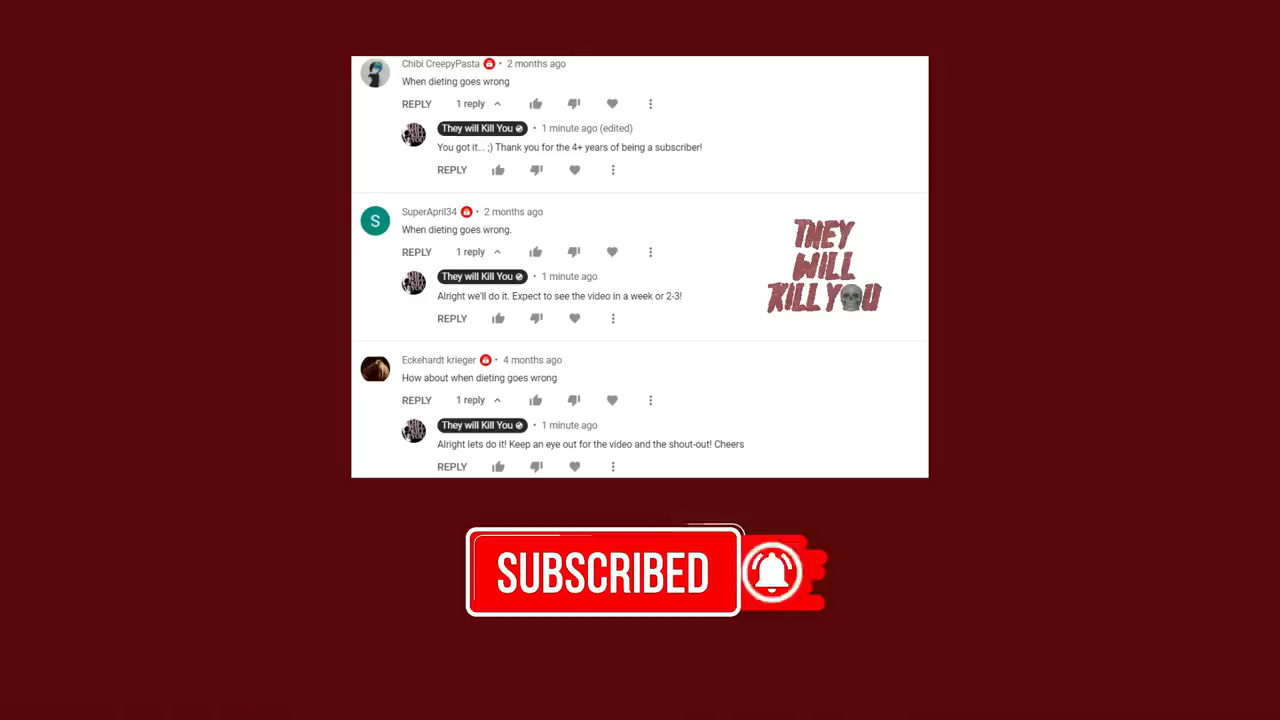 Chibi CreepyPasta • 2 months ago
When dieting goes wrong
REPLY 1 reply
They will Kill You • 1 minute ago (edited)
You got it... ;) Thank you for the 4+ years of being a subscriber!
REPLY
S
SuperApril34 • 2 months ago
When dieting goes wrong.
REPLY 1 reply
They will Kill You • 1 minute ago
Alright we'll do it. Expect to see the video in a week or 2-3!
REPLY
THEY
WILL
KILL YOU
Eckehardt krieger • 4 months ago
How about when dieting goes wrong
REPLY 1 reply
They will Kill You • 1 minute ago
Alright lets do it! Keep an eye out for the video and the shout-out! Cheers
REPLY
SUBSCRIBED